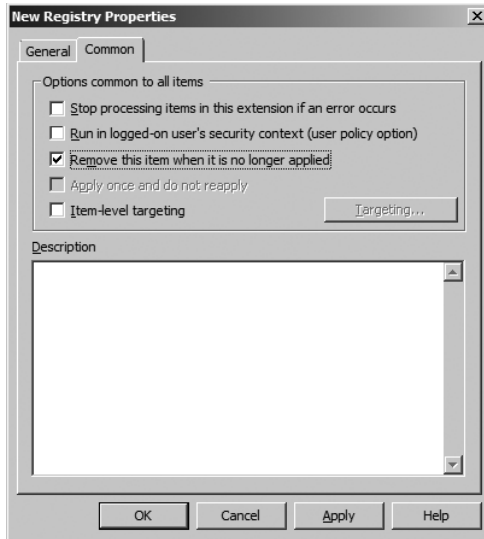 New Registry Properties
General Common
Options common to all items
Stop processing items in this extension if an error occurs
Run in logged-on user's security context (user policy option)
Remove this item when it is no longer applied
Apply once and do not reapply
Item-level targeting Targeting...
Description
OK Cancel Apply Help